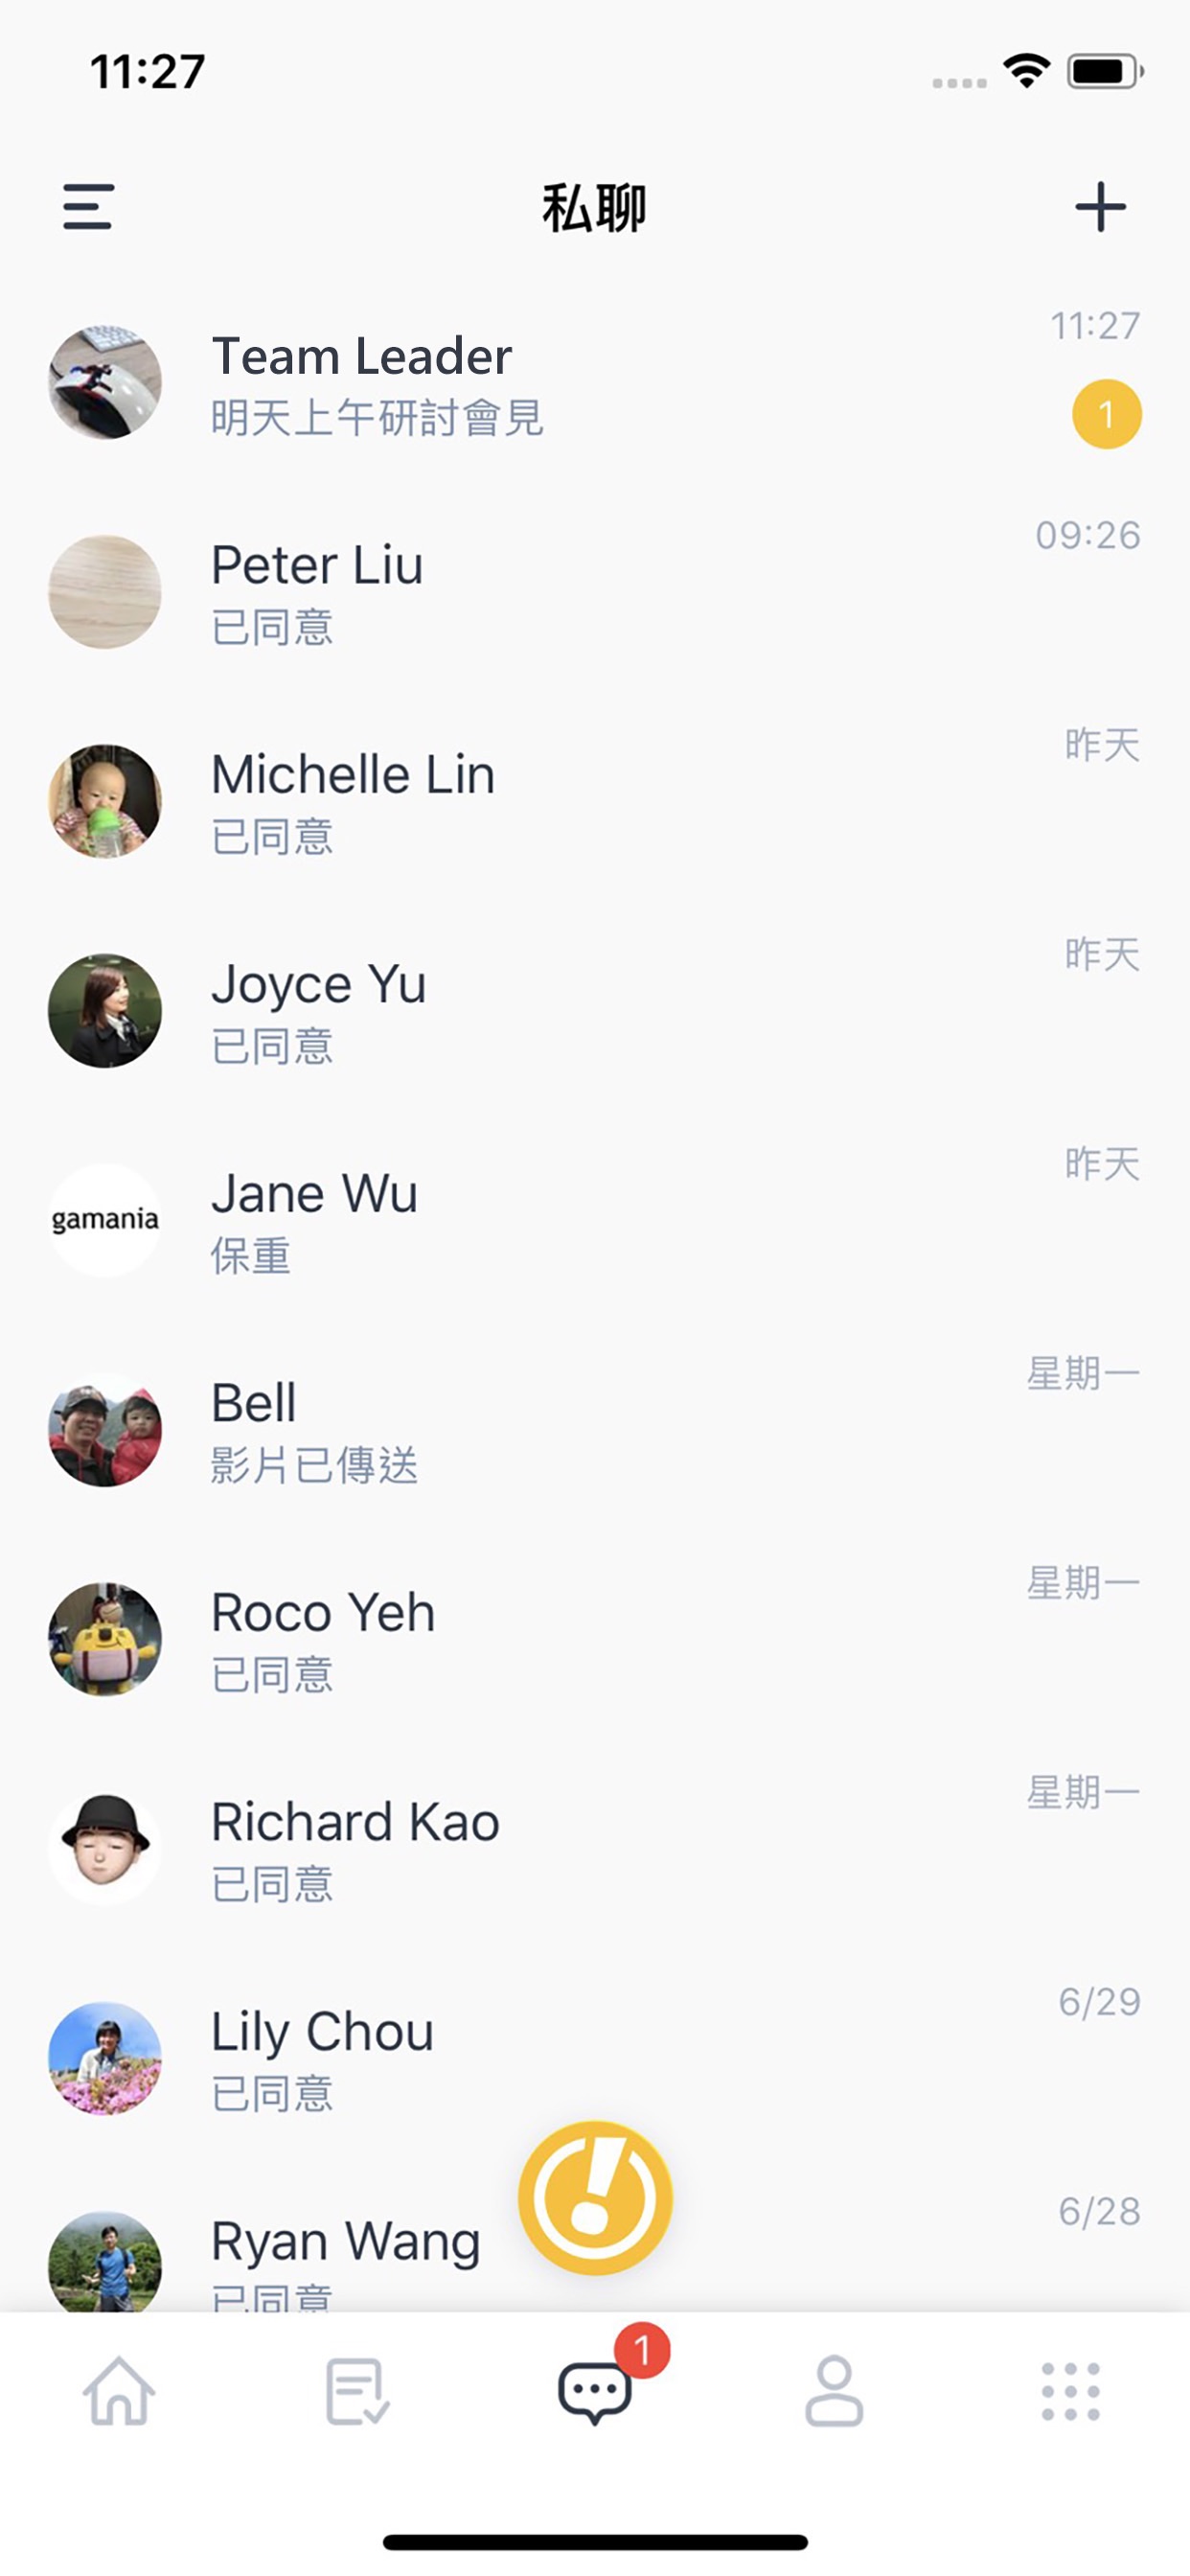 11:27
私聊
Team Leader
11:27
明天上午研討會見
1
Peter Liu
09:26
已同意
Michelle Lin
昨天
已同意
Joyce Yu
昨天
已同意
gamania
Jane Wu
昨天
保重
Bell
星期一
影片已傳送
Roco Yeh
星期一
已同意
Richard Kao
星期一
已同意
Lily Chou
6/29
已同意
Ryan Wang
6/28
已同意
1